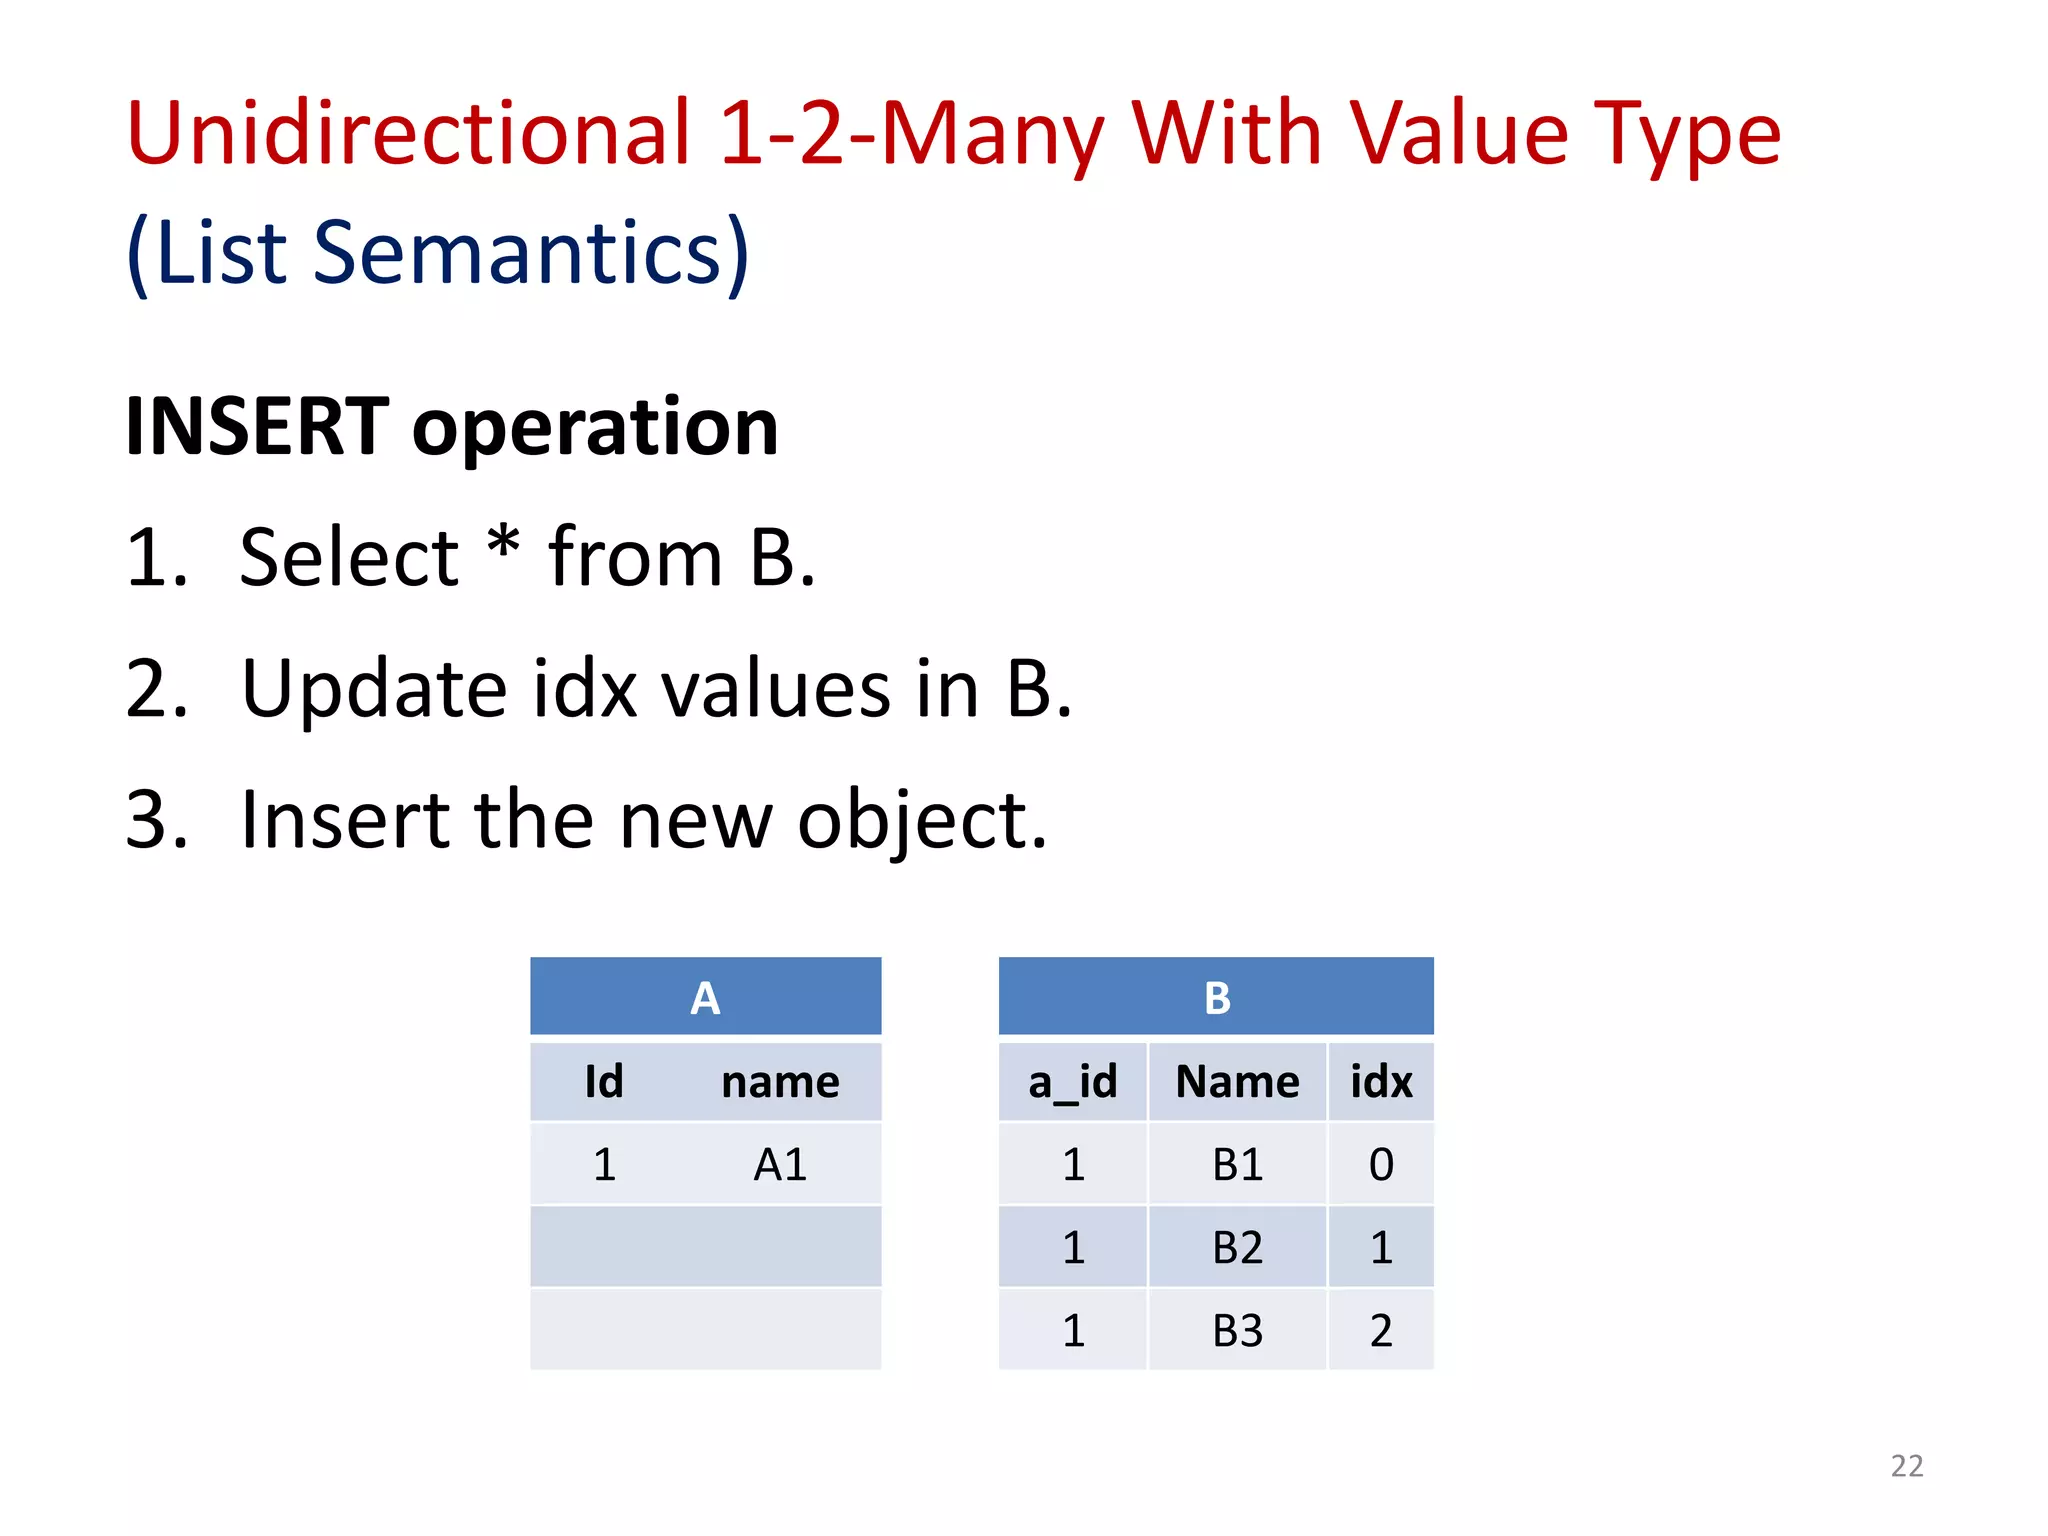 Unidirectional 1-2-Many With Value Type
(List Semantics)
INSERT operation
1. Select * from B.
2. Update idx values in B.
3. Insert the new object.
A
Id name
1 A1
B
a_id Name idx
1 B1 0
1 B2 1
1 B3 2
22